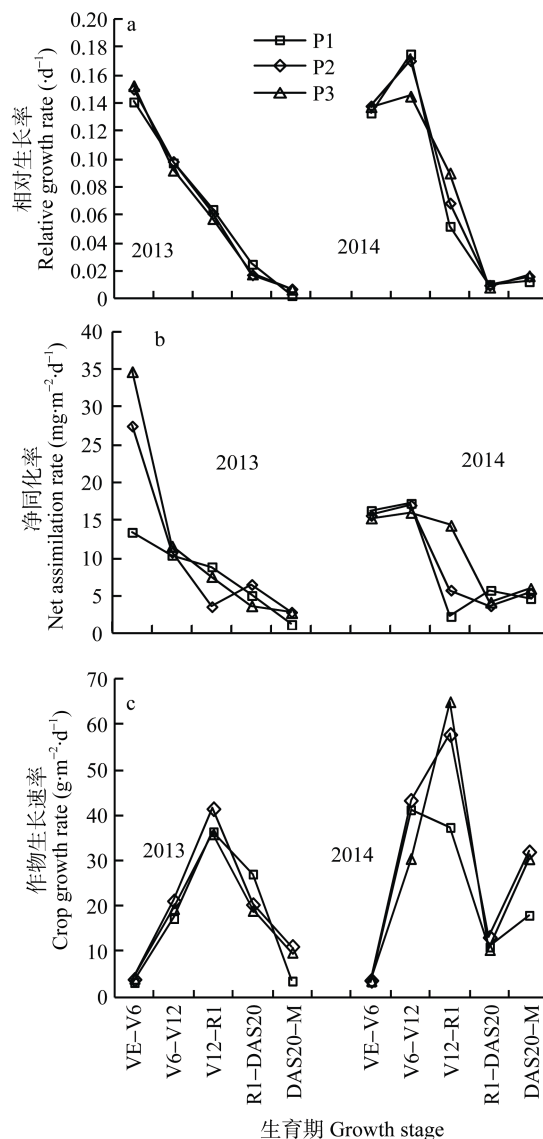 a
P1
P2
P3
0.20
0.18
0.16
0.14
0.12
0.10
0.08
0.06
0.04
0.02
0
相对生长率
Relative growth rate (·d⁻¹)
2013
2014
b
40
35
30
25
20
15
10
5
0
净同化率
Net assimilation rate (mg·m⁻²·d⁻¹)
2013
2014
c
70
60
50
40
30
20
10
0
作物生长速率
Crop growth rate (g·m⁻²·d⁻¹)
2013
2014
VE–V6
V6–V12
V12–R1
R1–DAS20
DAS20–M
VE–V6
V6–V12
V12–R1
R1–DAS20
DAS20–M
生育期 Growth stage